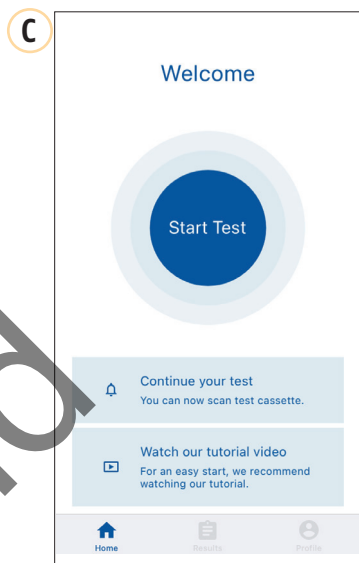 C
Welcome
Start Test
Continue your test
You can now scan test cassette.
Watch our tutorial video
For an easy start, we recommend
watching our tutorial.
Home
Results
Profile